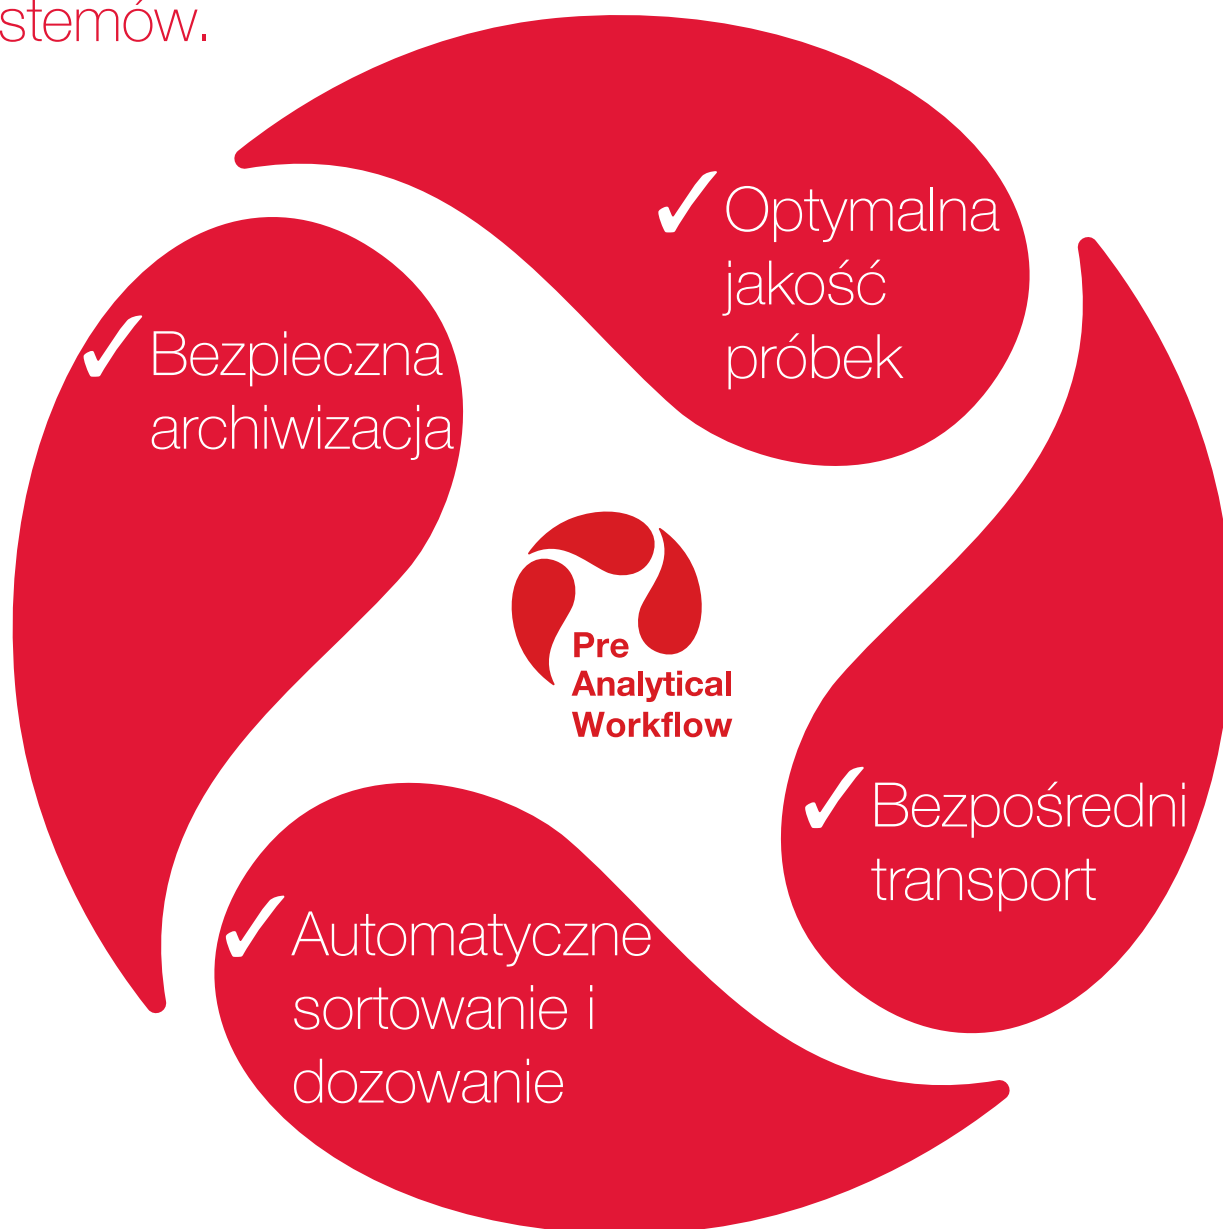 stemów.
✓ Optymalna
jakość
próbek
✓ Bezpieczna
archiwizacja
Pre
Analytical
Workflow
✓ Bezpośredni
transport
✓ Automatyczne
sortowanie i
dozowanie